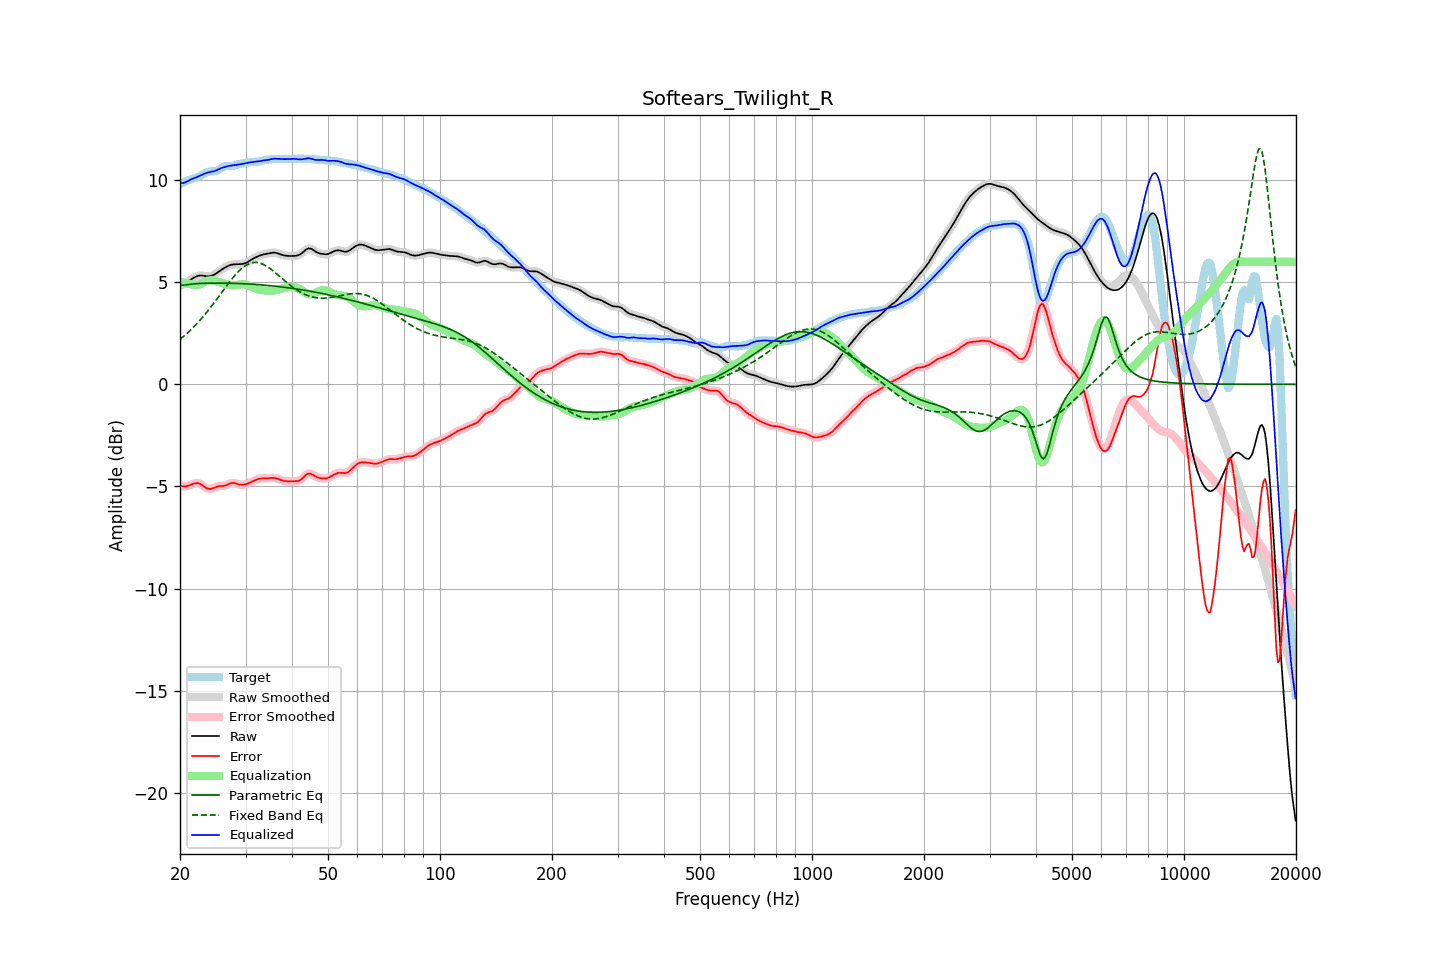 Softears_Twilight_R
Amplitude (dBr)
10
5
0
−5
−10
−15
−20
Target
Raw Smoothed
Error Smoothed
Raw
Error
Equalization
Parametric Eq
Fixed Band Eq
Equalized
20 50 100 200 500 1000 2000 5000 10000 20000
Frequency (Hz)